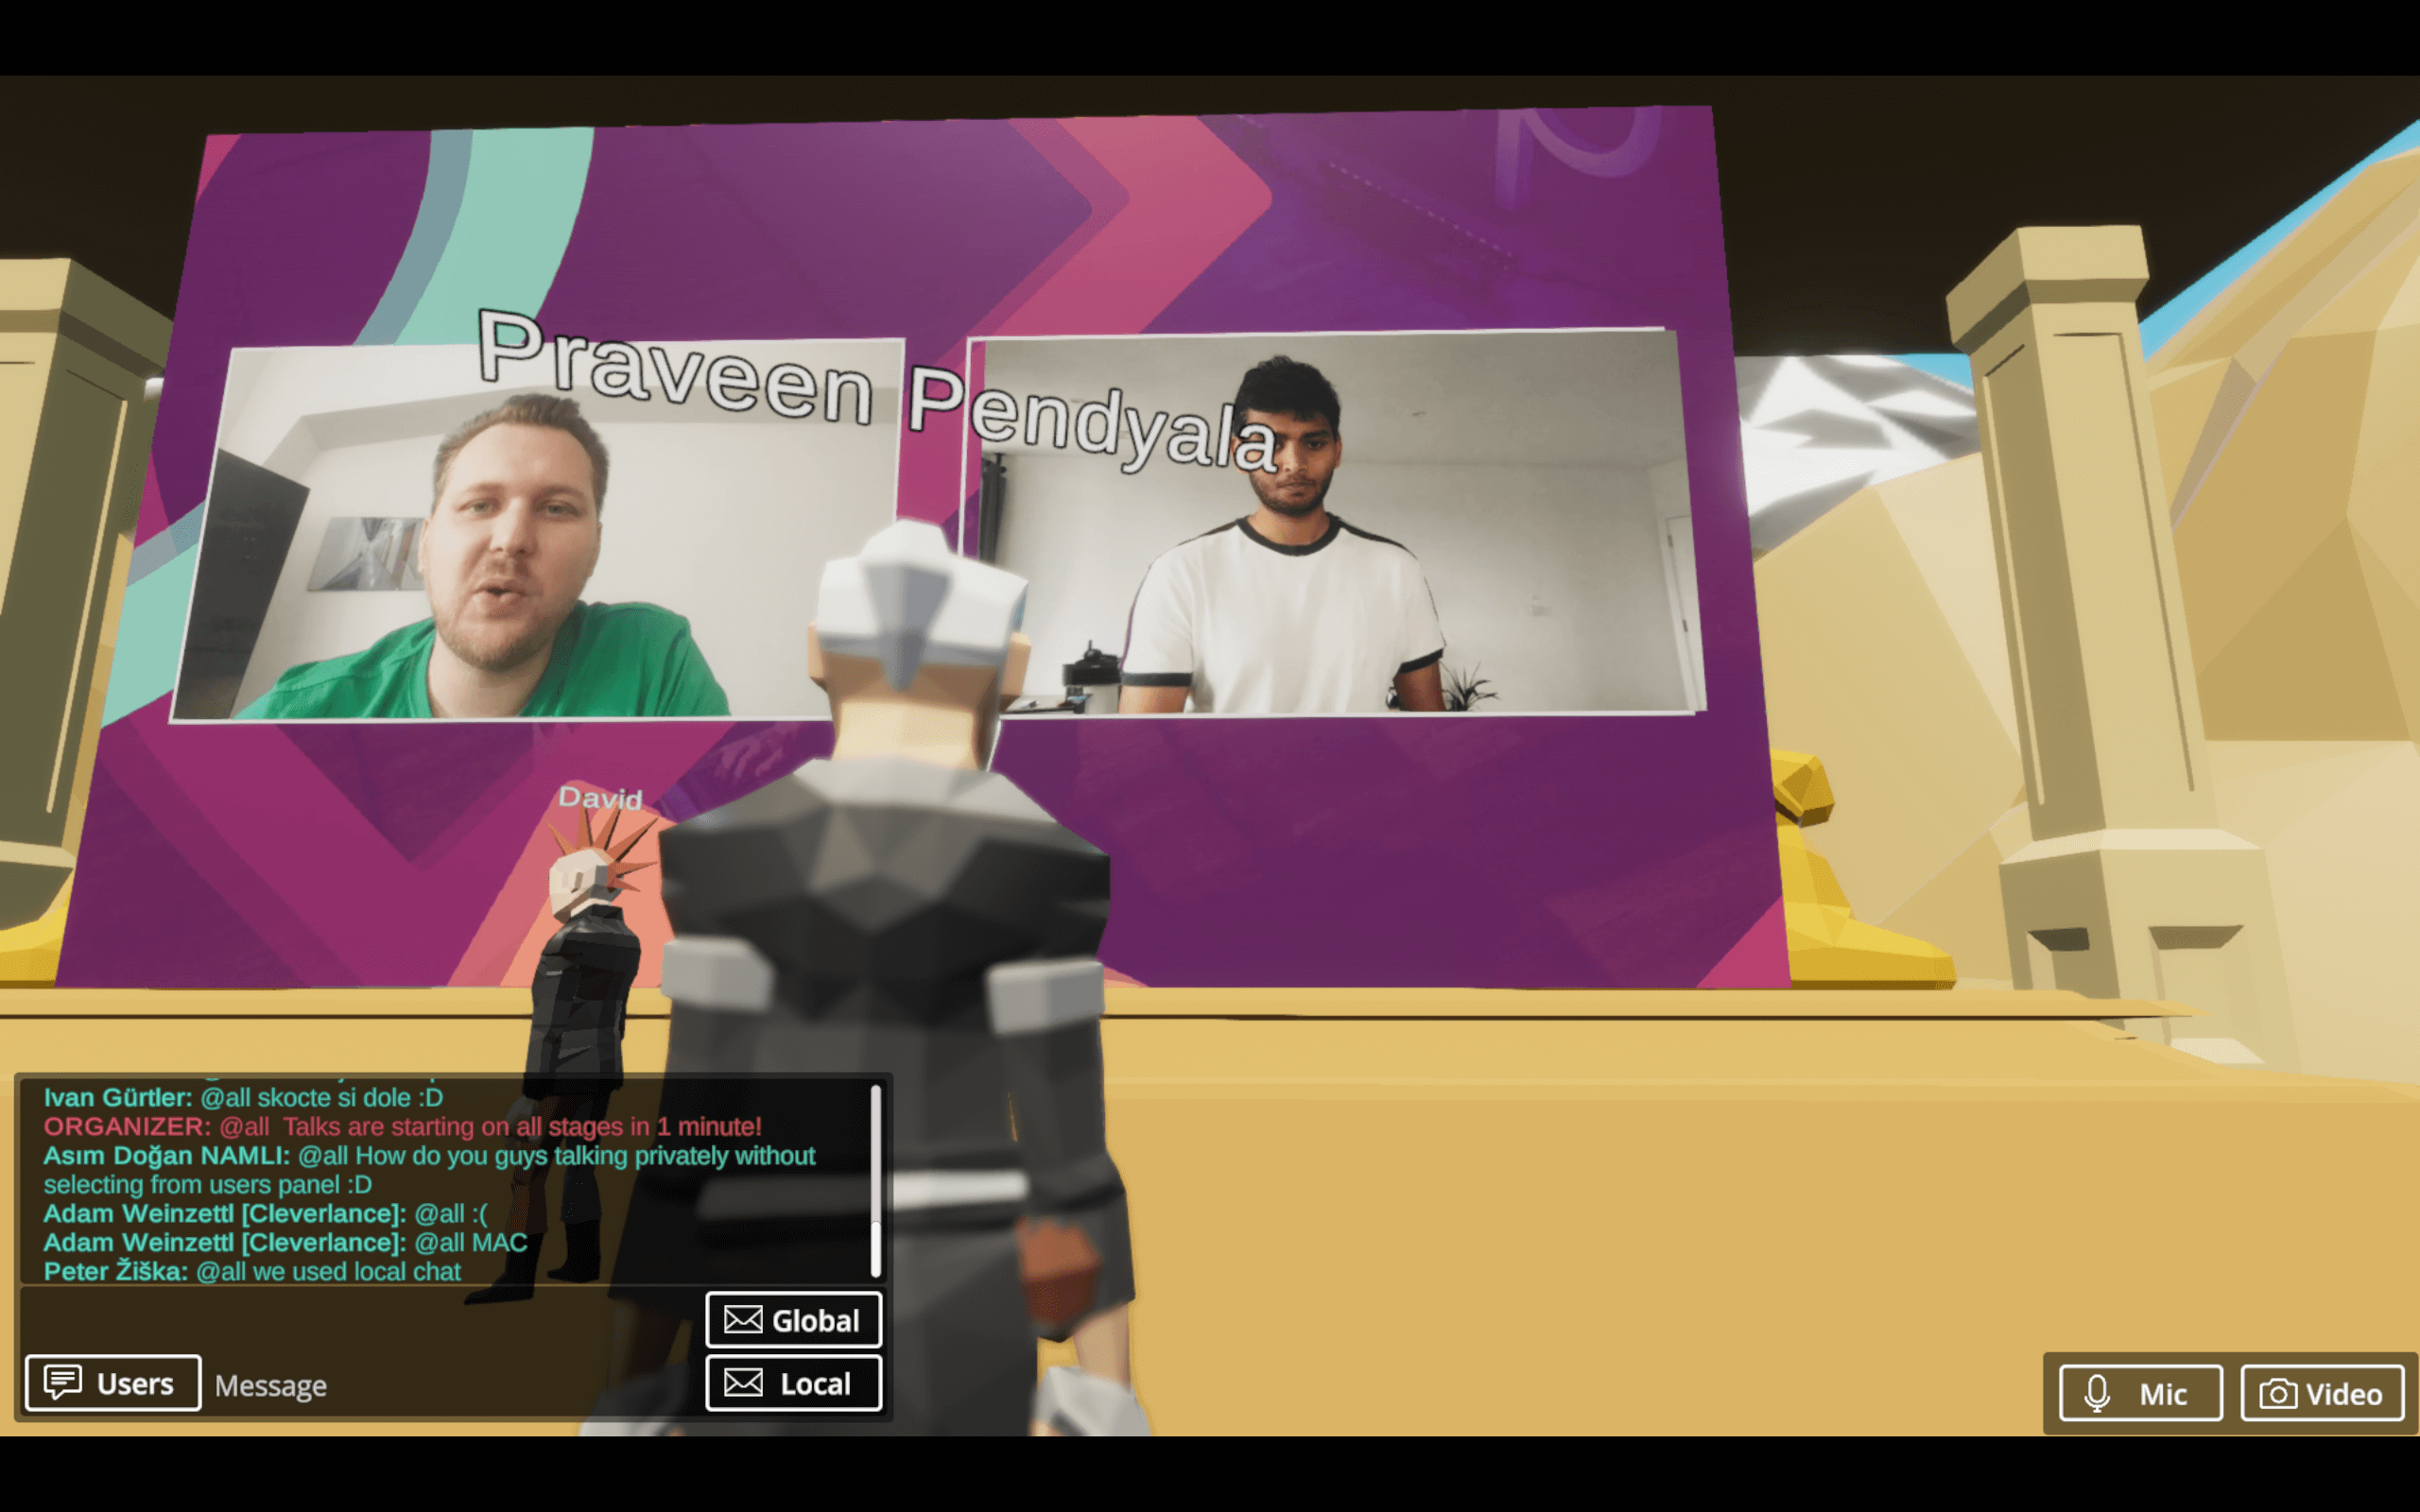 Praveen Pendyala
David
Ivan Gürtler: @all skocte si dole :D
ORGANIZER: @all Talks are starting on all stages in 1 minute!
Asım Doğan NAMLI: @all How do you guys talking privately without
selecting from users panel :D
Adam Weinzettl [Cleverlance]: @all :(
Adam Weinzettl [Cleverlance]: @all MAC
Peter Žiška: @all we used local chat
Global
Users
Message
Local
Mic
Video